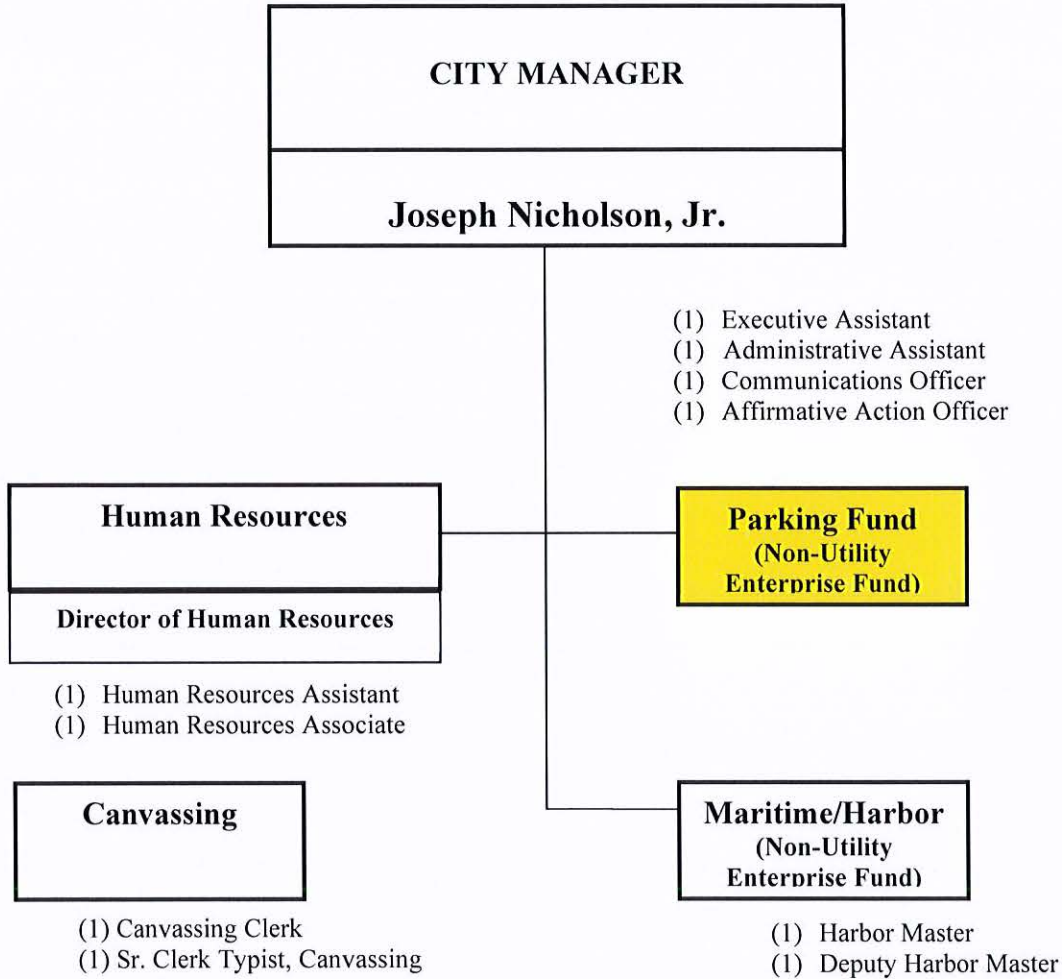 CITY MANAGER
Joseph Nicholson, Jr.
(1) Executive Assistant
(1) Administrative Assistant
(1) Communications Officer
(1) Affirmative Action Officer
Human Resources
Director of Human Resources
(1) Human Resources Assistant
(1) Human Resources Associate
Parking Fund
(Non-Utility
Enterprise Fund)
Canvassing
(1) Canvassing Clerk
(1) Sr. Clerk Typist, Canvassing
Maritime/Harbor
(Non-Utility
Enterprise Fund)
(1) Harbor Master
(1) Deputy Harbor Master